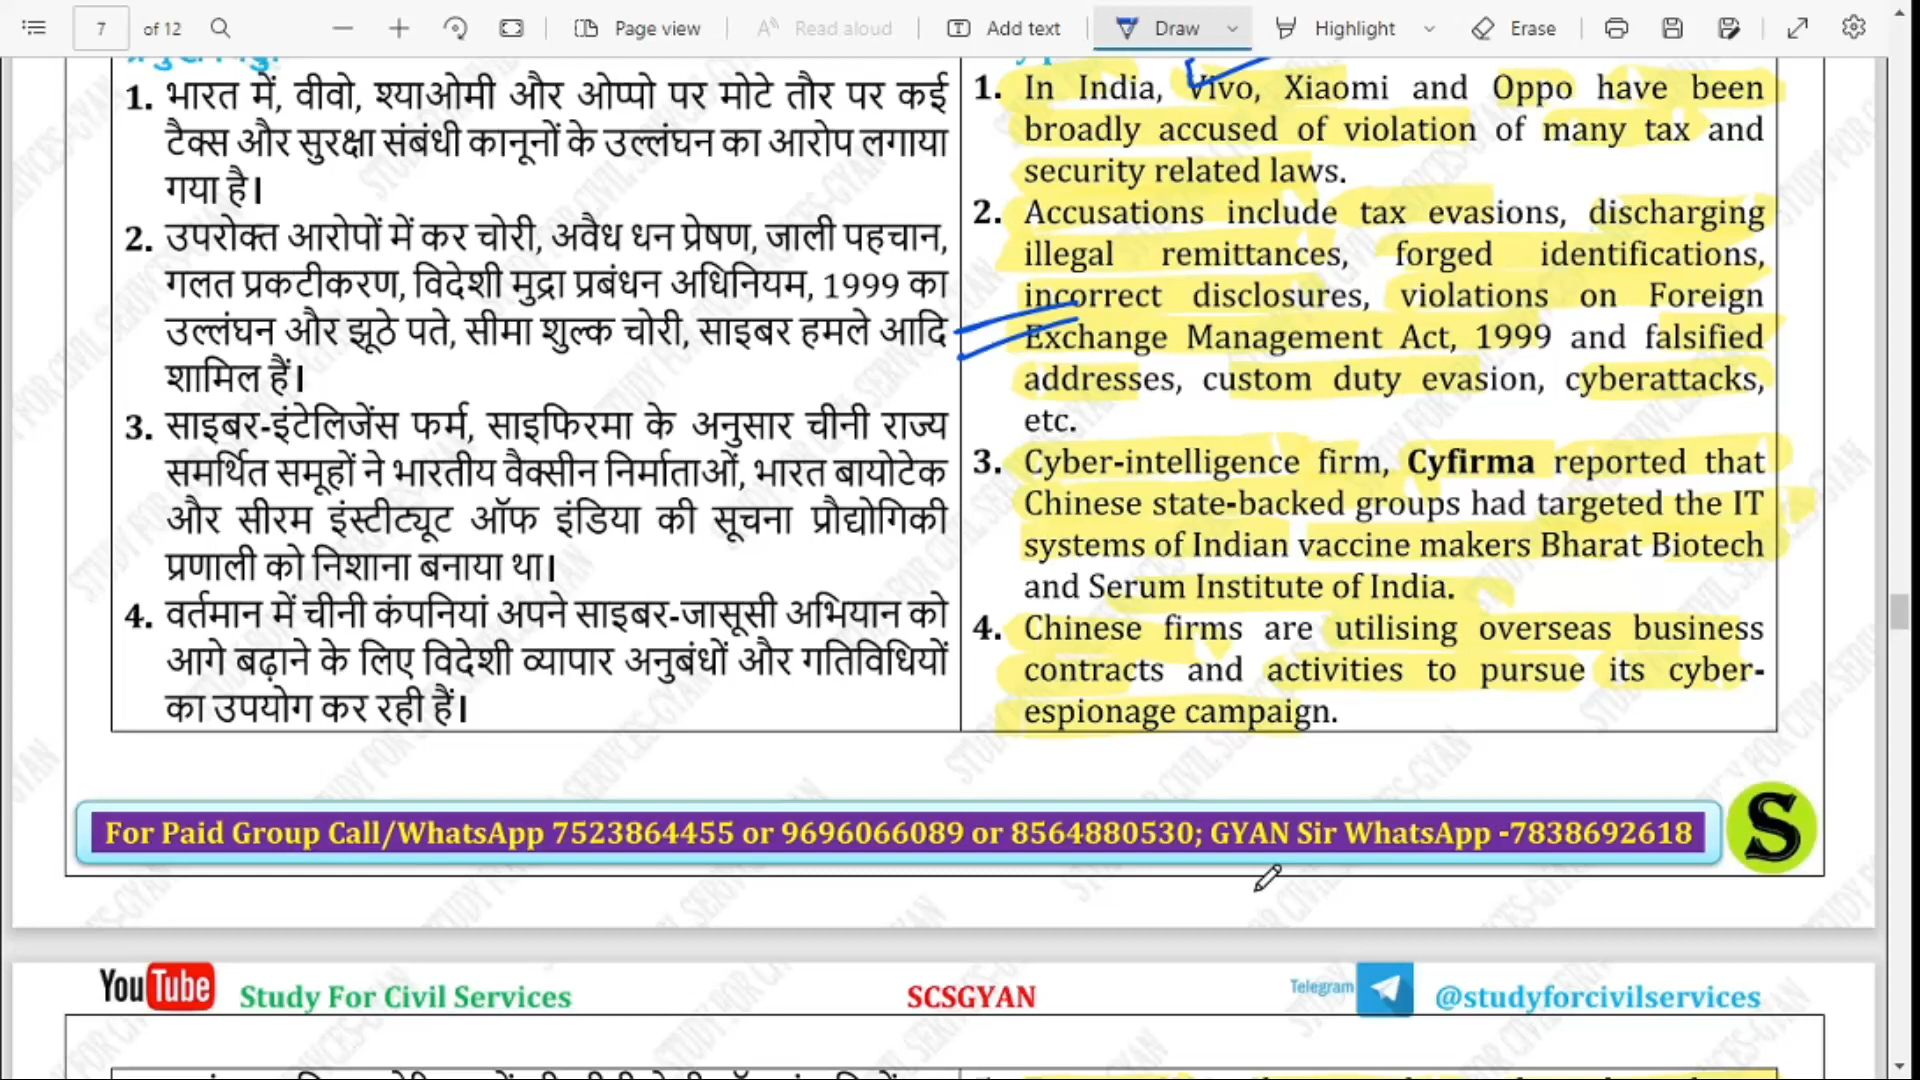 7 of 12 Page view Read aloud Add text Draw Highlight Erase
1. भारत में, वीवो, श्याओमी और ओप्पो पर मोटे तौर पर कई
टैक्स और सुरक्षा संबंधी कानूनों के उल्लंघन का आरोप लगाया
गया है।
2. उपरोक्त आरोपों में कर चोरी, अवैध धन प्रेषण, जाली पहचान,
गलत प्रकटीकरण, विदेशी मुद्रा प्रबंधन अधिनियम, 1999 का
उल्लंघन और झूठे पते, सीमा शुल्क चोरी, साइबर हमले आदि
शामिल हैं।
3. साइबर-इंटेलिजेंस फर्म, साइफिरमा के अनुसार चीनी राज्य
समर्थित समूहों ने भारतीय वैक्सीन निर्माताओं, भारत बायोटेक
और सीरम इंस्टीट्यूट ऑफ इंडिया की सूचना प्रौद्योगिकी
प्रणाली को निशाना बनाया था।
4. वर्तमान में चीनी कंपनियां अपने साइबर-जासूसी अभियान को
आगे बढ़ाने के लिए विदेशी व्यापार अनुबंधों और गतिविधियों
का उपयोग कर रही हैं।
1. In India, Vivo, Xiaomi and Oppo have been
broadly accused of violation of many tax and
security related laws.
2. Accusations include tax evasions, discharging
illegal remittances, forged identifications,
incorrect disclosures, violations on Foreign
Exchange Management Act, 1999 and falsified
addresses, custom duty evasion, cyberattacks,
etc.
3. Cyber-intelligence firm, Cyfirma reported that
Chinese state-backed groups had targeted the IT
systems of Indian vaccine makers Bharat Biotech
and Serum Institute of India.
4. Chinese firms are utilising overseas business
contracts and activities to pursue its cyber-
espionage campaign.
For Paid Group Call/WhatsApp 7523864455 or 9696066089 or 8564880530; GYAN Sir WhatsApp -7838692618
S
YouTube Study For Civil Services SCSGYAN Telegram @studyforcivilservices